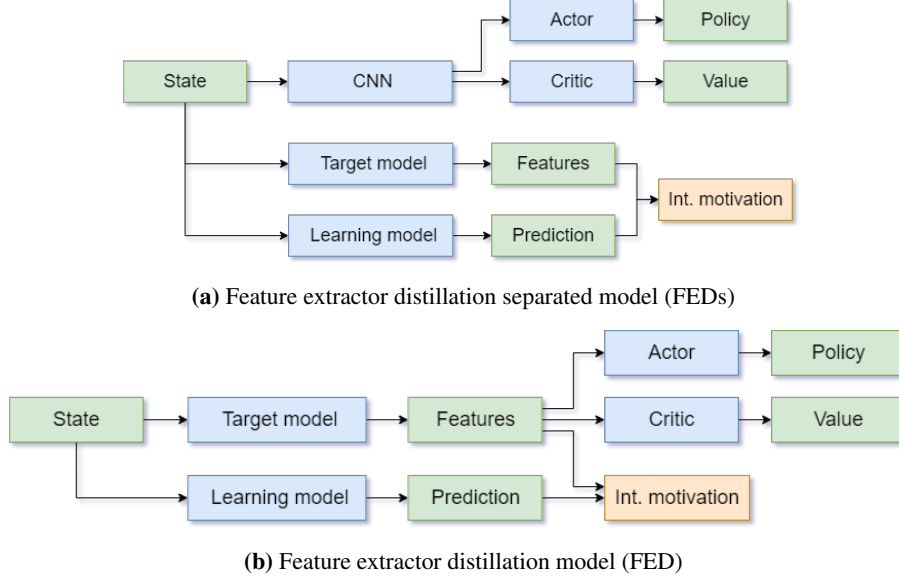 Actor
Policy
State
CNN
Critic
Value
Target model
Features
Int. motivation
Learning model
Prediction
(a) Feature extractor distillation separated model (FEDs)
Actor
Policy
State
Target model
Features
Critic
Value
Learning model
Prediction
Int. motivation
(b) Feature extractor distillation model (FED)